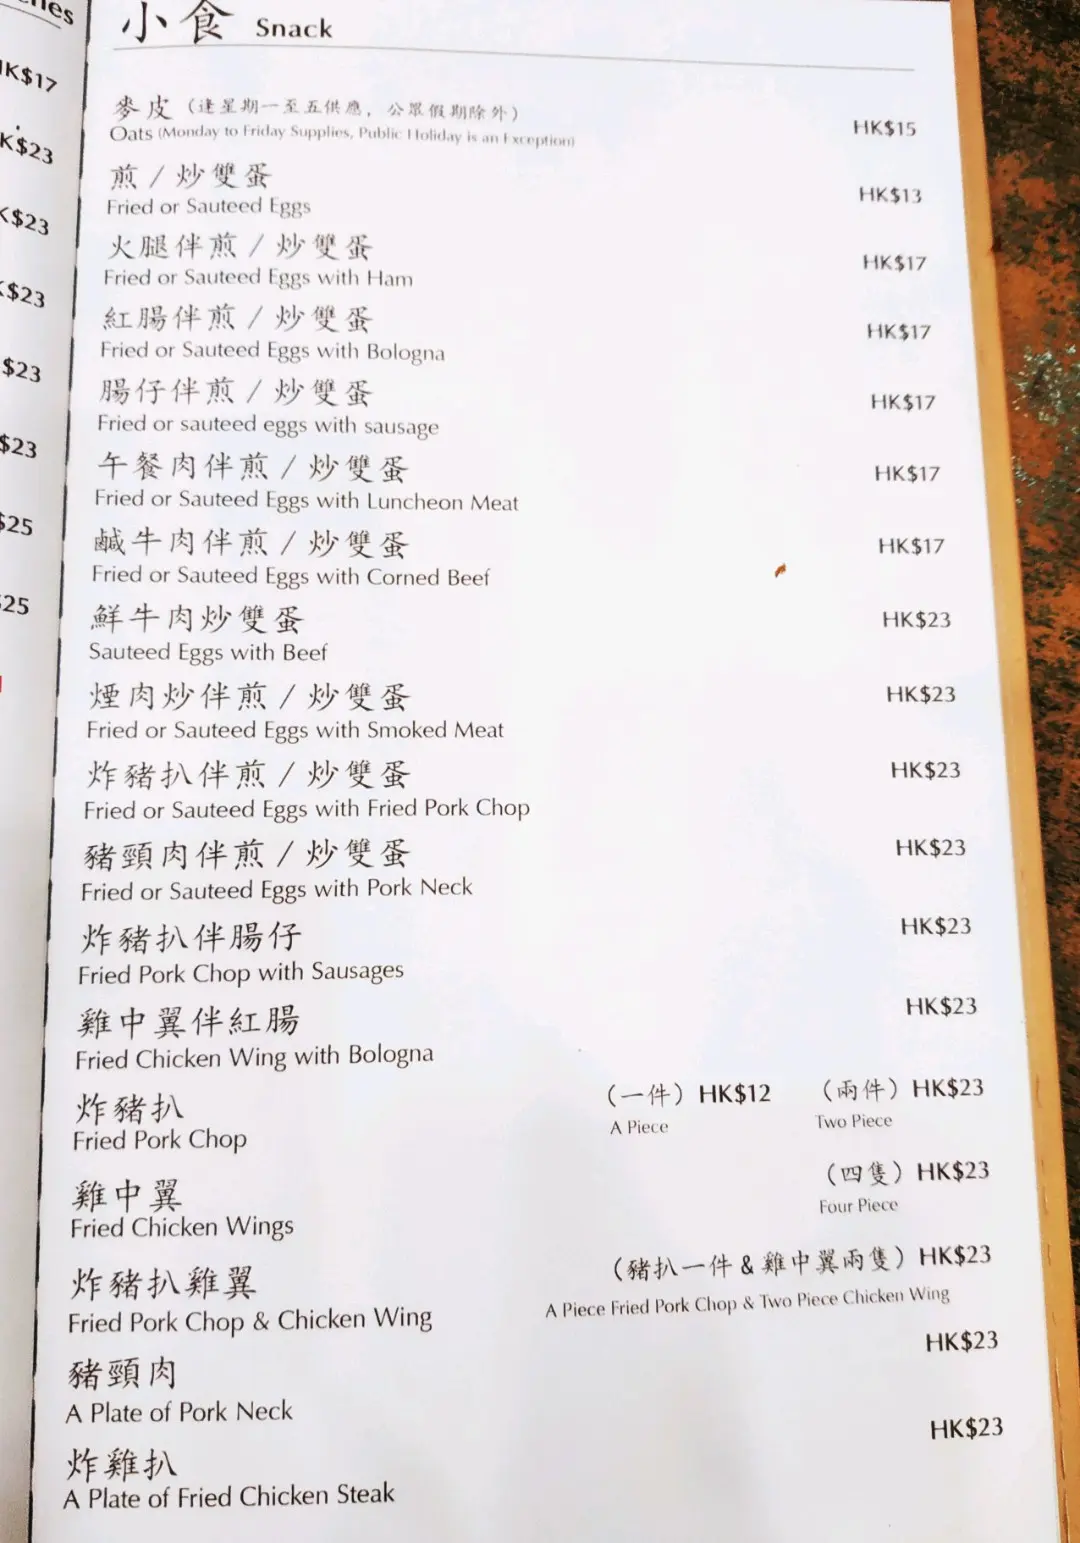 HK$17
K$23
$23
$23
$23
$23
$25
25
小食 Snack
麥皮（逢星期一至五供應，公眾假期除外）
Oats (Monday to Friday Supplies, Public Holiday is an Exception) HK$15
煎 / 炒雙蛋
Fried or Sauteed Eggs HK$13
火腿伴煎 / 炒雙蛋
Fried or Sauteed Eggs with Ham HK$17
紅腸伴煎 / 炒雙蛋
Fried or Sauteed Eggs with Bologna HK$17
腸仔伴煎 / 炒雙蛋
Fried or sauteed eggs with sausage HK$17
午餐肉伴煎 / 炒雙蛋
Fried or Sauteed Eggs with Luncheon Meat HK$17
鹹牛肉伴煎 / 炒雙蛋
Fried or Sauteed Eggs with Corned Beef HK$17
鮮牛肉炒雙蛋 HK$23
Sauteed Eggs with Beef
煙肉炒伴煎 / 炒雙蛋 HK$23
Fried or Sauteed Eggs with Smoked Meat
炸豬扒伴煎 / 炒雙蛋 HK$23
Fried or Sauteed Eggs with Fried Pork Chop
豬頸肉伴煎 / 炒雙蛋 HK$23
Fried or Sauteed Eggs with Pork Neck
炸豬扒伴腸仔 HK$23
Fried Pork Chop with Sausages
雞中翼伴紅腸 HK$23
Fried Chicken Wing with Bologna
炸豬扒 （一件）HK$12 （兩件）HK$23
Fried Pork Chop A Piece Two Piece
雞中翼 （四隻）HK$23
Fried Chicken Wings Four Piece
炸豬扒雞翼 （豬扒一件 & 雞中翼兩隻）HK$23
Fried Pork Chop & Chicken Wing A Piece Fried Pork Chop & Two Piece Chicken Wing
豬頸肉 HK$23
A Plate of Pork Neck
炸雞扒 HK$23
A Plate of Fried Chicken Steak